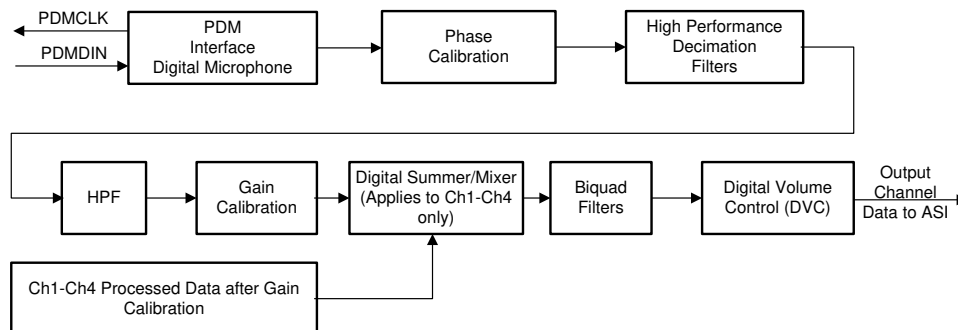 PDMCLK
PDMDIN
PDM
Interface
Digital Microphone
Phase
Calibration
High Performance
Decimation
Filters
HPF
Gain
Calibration
Digital Summer/Mixer
(Applies to Ch1-Ch4
only)
Biquad
Filters
Digital Volume
Control (DVC)
Output
Channel
Data to ASI
Ch1-Ch4 Processed Data after Gain
Calibration